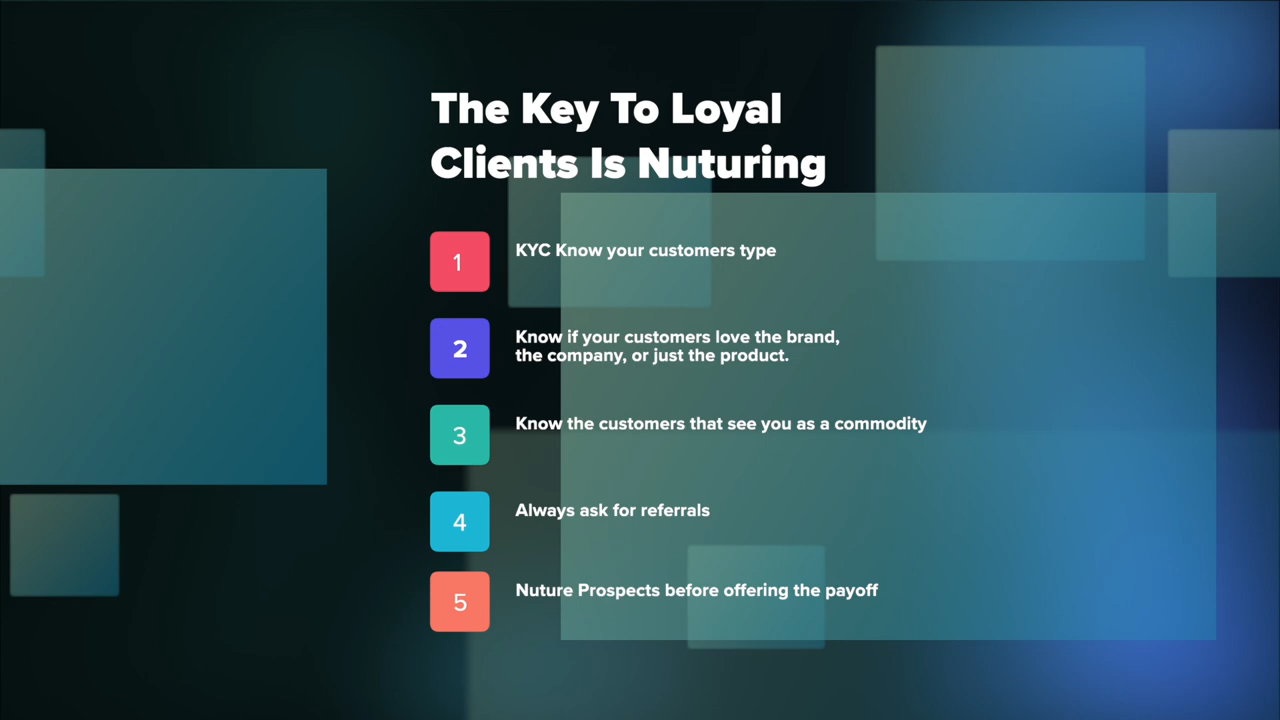 The Key To Loyal
Clients Is Nuturing
1
KYC Know your customers type
2
Know if your customers love the brand,
the company, or just the product.
3
Know the customers that see you as a commodity
4
Always ask for referrals
5
Nuture Prospects before offering the payoff